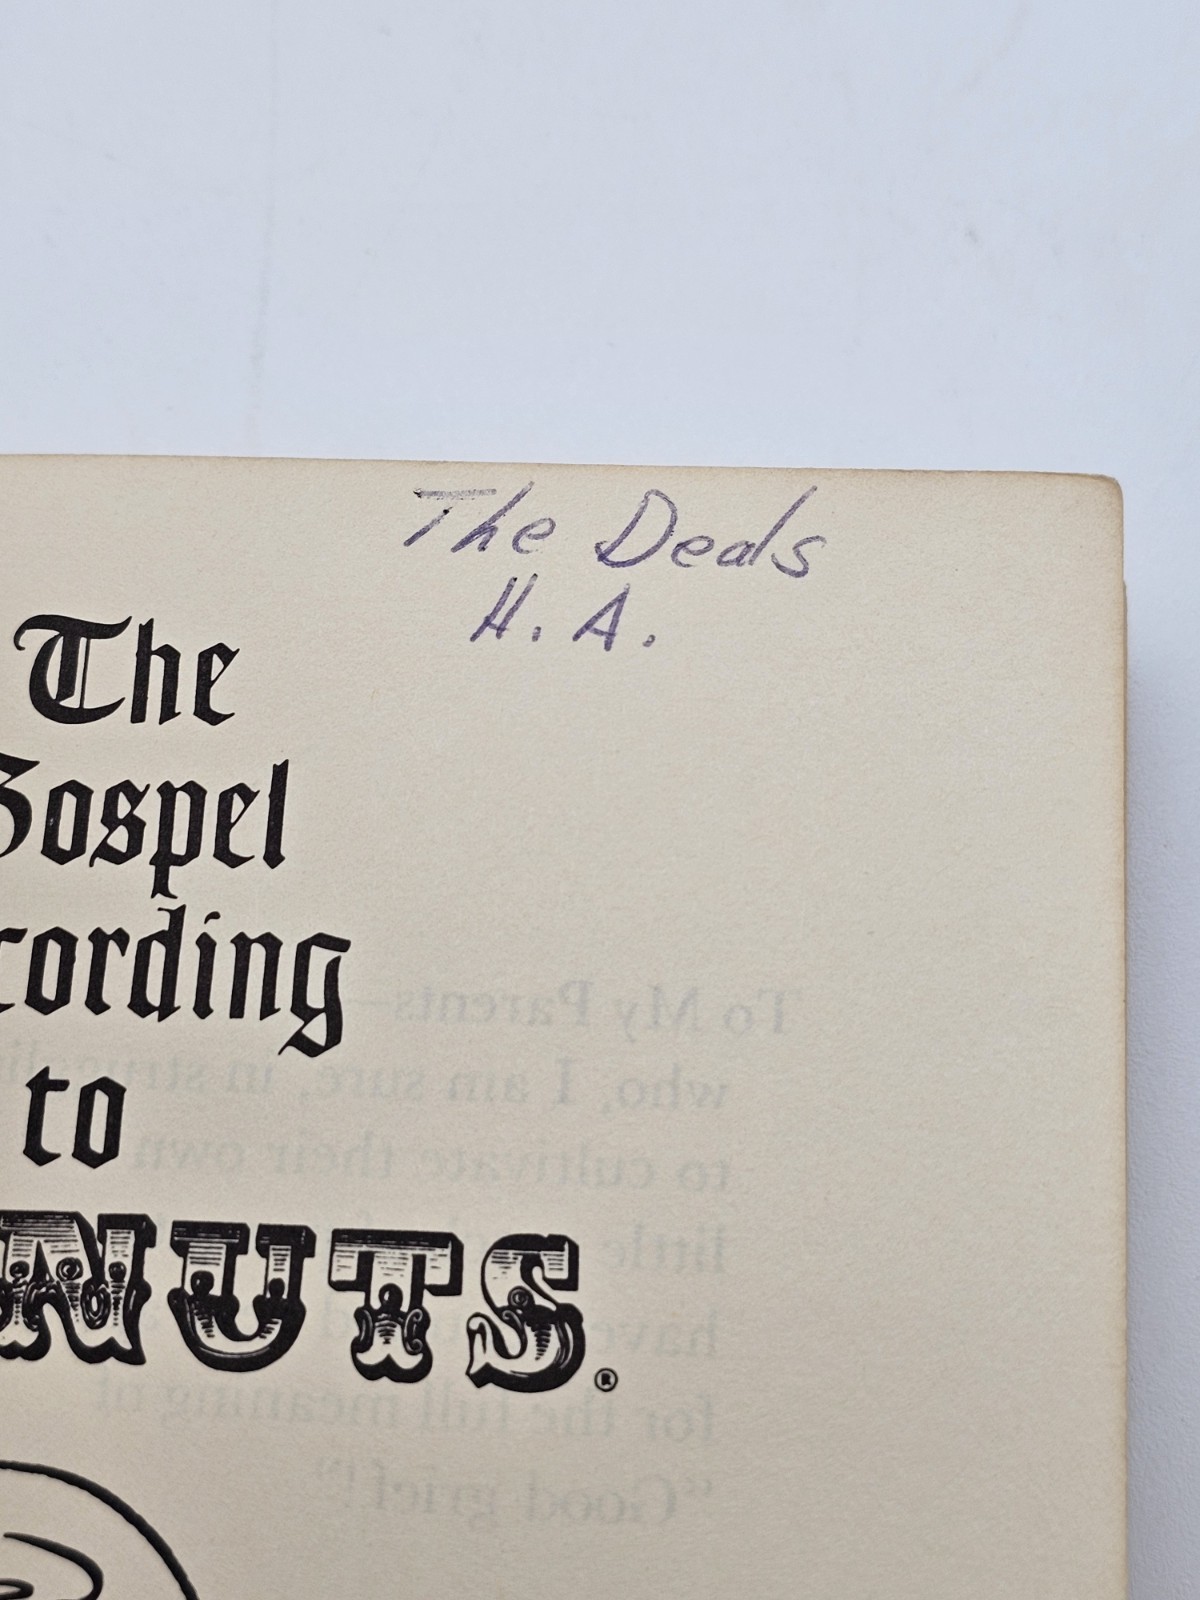 The Deals
H. A.
The
Gospel
cording
to
NUTS®
To My Parents—
who, I am sure, in
to cultivate their own
little
have
for the full meaning of
"Good grief!"